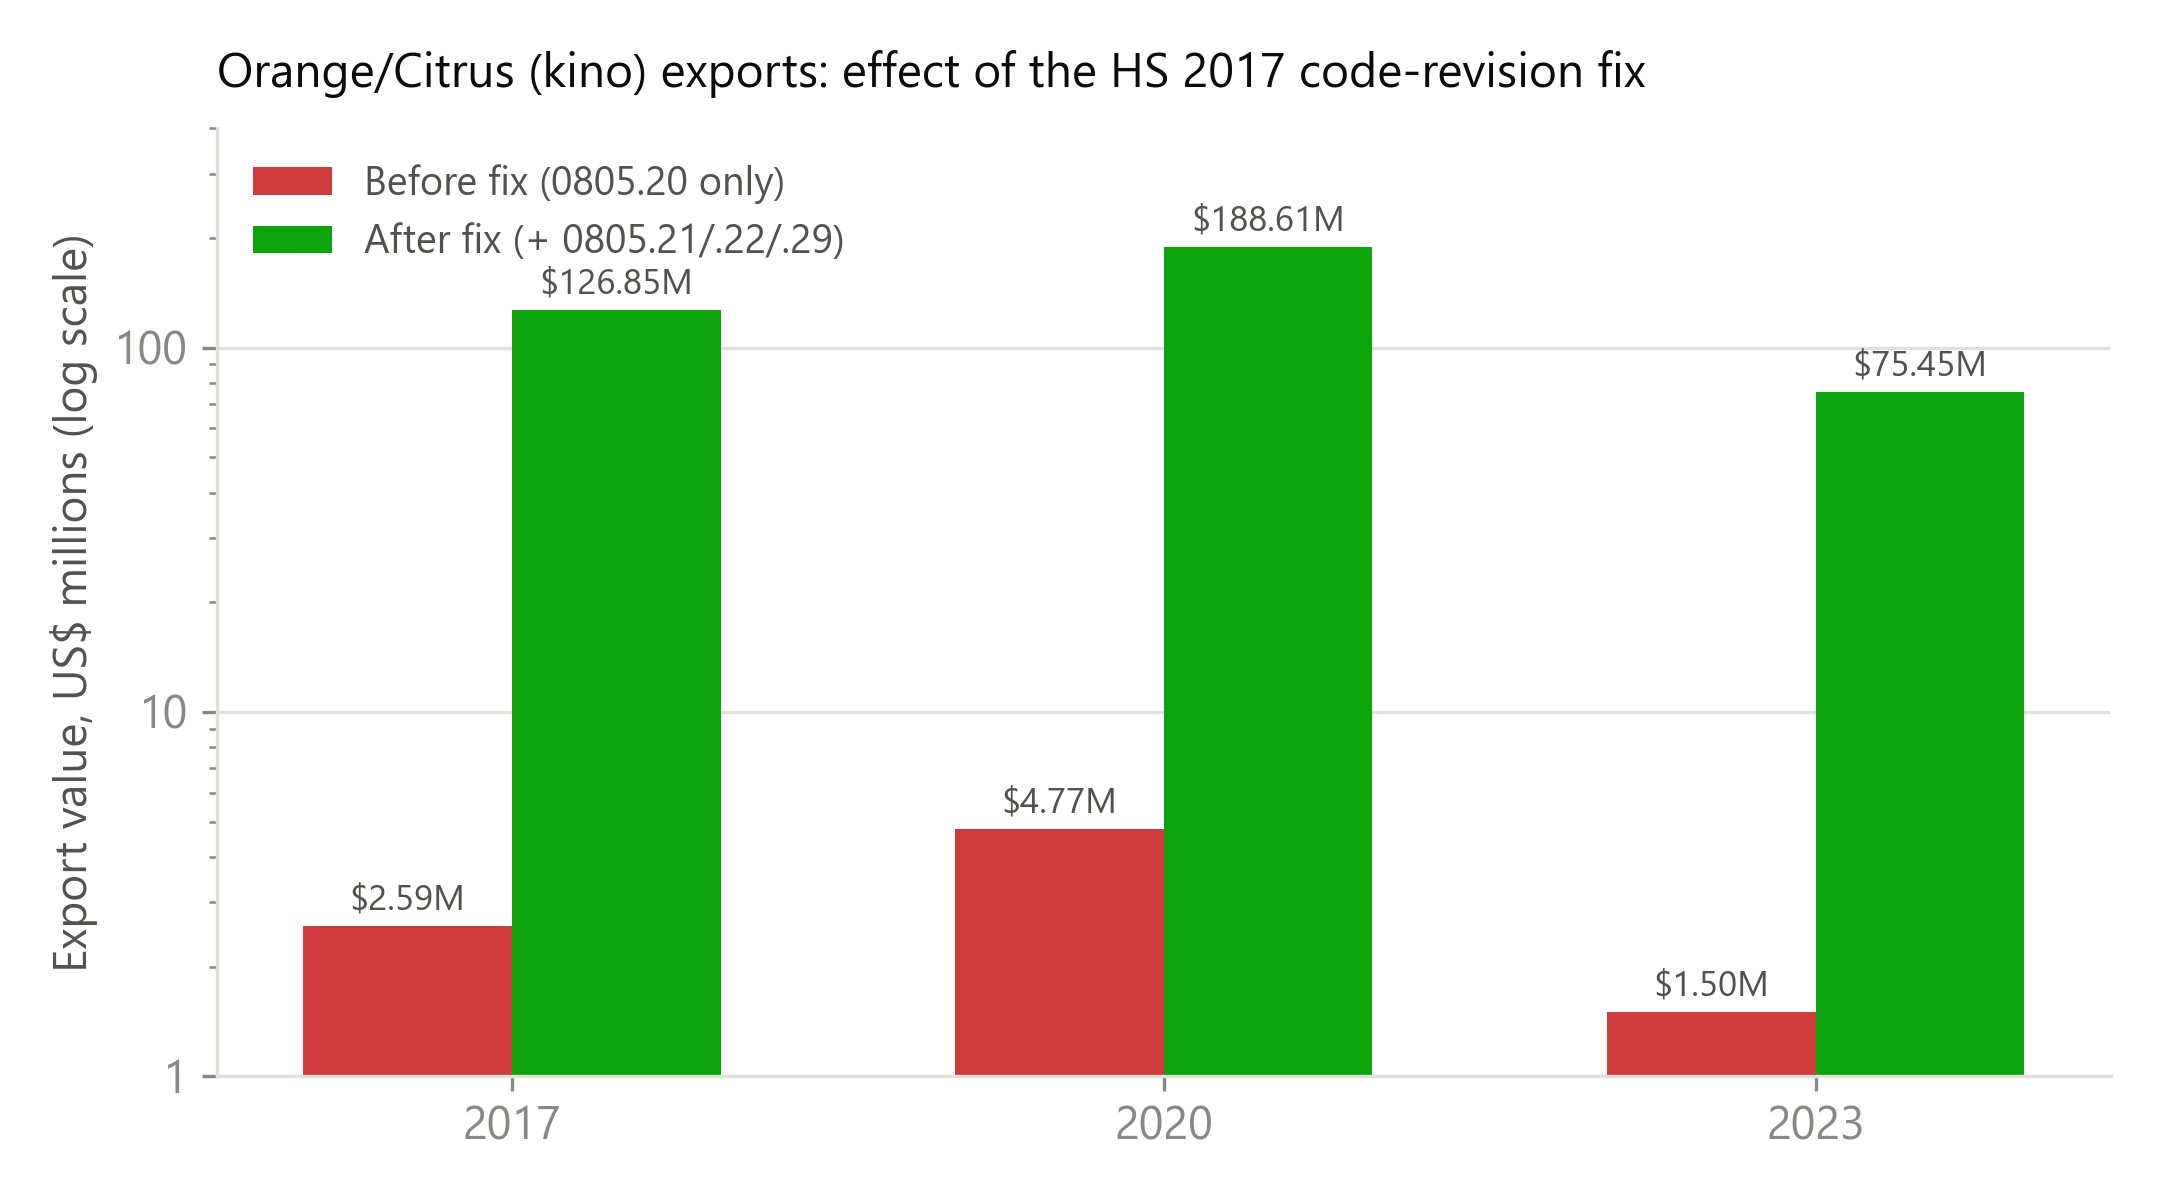 Orange/Citrus (kino) exports: effect of the HS 2017 code-revision fix
Before fix (0805.20 only)
After fix (+ 0805.21/.22/.29)
Export value, US$ millions (log scale)
100
10
1
$2.59M
$126.85M
$4.77M
$188.61M
$1.50M
$75.45M
2017
2020
2023